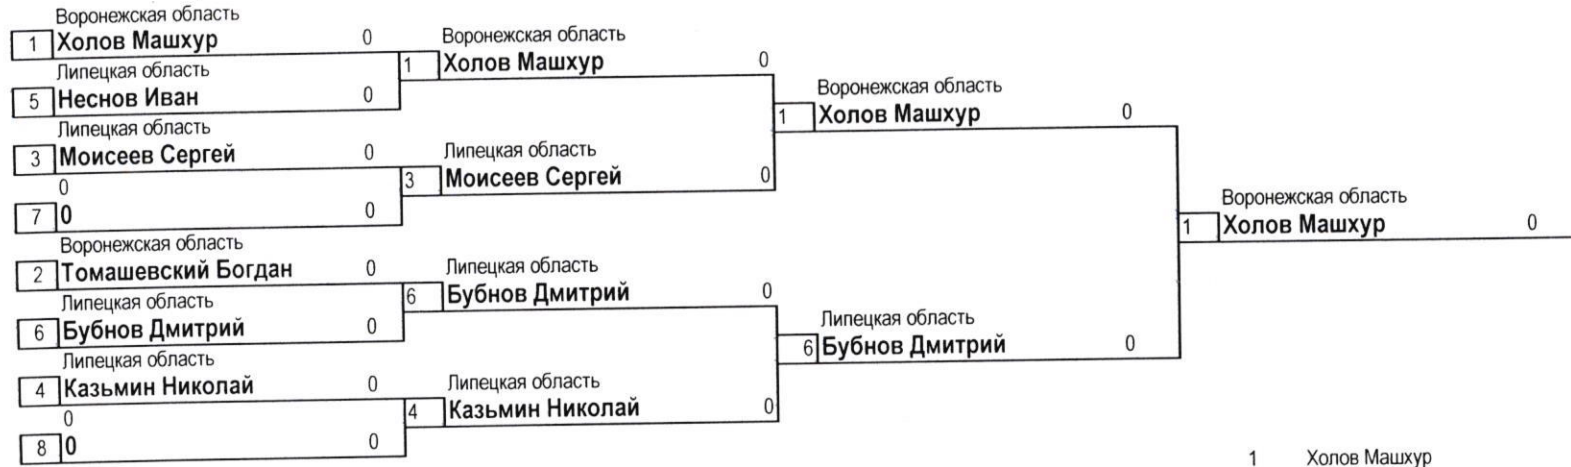 Воронежская область
1 Холов Машхур 0
Липецкая область
5 Неснов Иван 0
Липецкая область
3 Моисеев Сергей 0
0
7 0 0
Воронежская область
2 Томашевский Богдан 0
Липецкая область
6 Бубнов Дмитрий 0
Липецкая область
4 Казьмин Николай 0
0
8 0 0
Воронежская область
1 Холов Машхур 0
Липецкая область
3 Моисеев Сергей 0
Липецкая область
6 Бубнов Дмитрий 0
Липецкая область
4 Казьмин Николай 0
Воронежская область
1 Холов Машхур 0
Липецкая область
6 Бубнов Дмитрий 0
Воронежская область
1 Холов Машхур 0
1 Холов Машхур